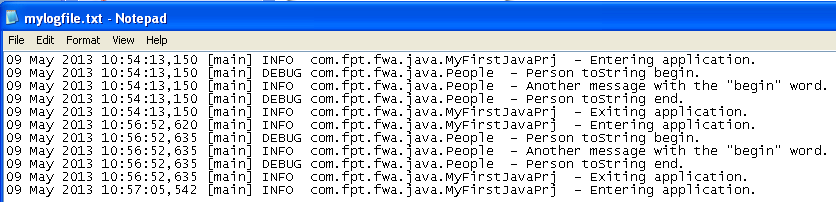 mylogfile.txt - Notepad
File Edit Format View Help
09 May 2013 10:54:13,150 [main] INFO  com.fpt.fwa.java.MyFirstJavaPrj  - Entering application.
09 May 2013 10:54:13,150 [main] DEBUG com.fpt.fwa.java.People  - Person toString begin.
09 May 2013 10:54:13,150 [main] INFO  com.fpt.fwa.java.People  - Another message with the "begin" word.
09 May 2013 10:54:13,150 [main] DEBUG com.fpt.fwa.java.People  - Person toString end.
09 May 2013 10:54:13,150 [main] INFO  com.fpt.fwa.java.MyFirstJavaPrj  - Exiting application.
09 May 2013 10:56:52,620 [main] INFO  com.fpt.fwa.java.MyFirstJavaPrj  - Entering application.
09 May 2013 10:56:52,635 [main] DEBUG com.fpt.fwa.java.People  - Person toString begin.
09 May 2013 10:56:52,635 [main] INFO  com.fpt.fwa.java.People  - Another message with the "begin" word.
09 May 2013 10:56:52,635 [main] DEBUG com.fpt.fwa.java.People  - Person toString end.
09 May 2013 10:56:52,635 [main] INFO  com.fpt.fwa.java.MyFirstJavaPrj  - Exiting application.
09 May 2013 10:57:05,542 [main] INFO  com.fpt.fwa.java.MyFirstJavaPrj  - Entering application.